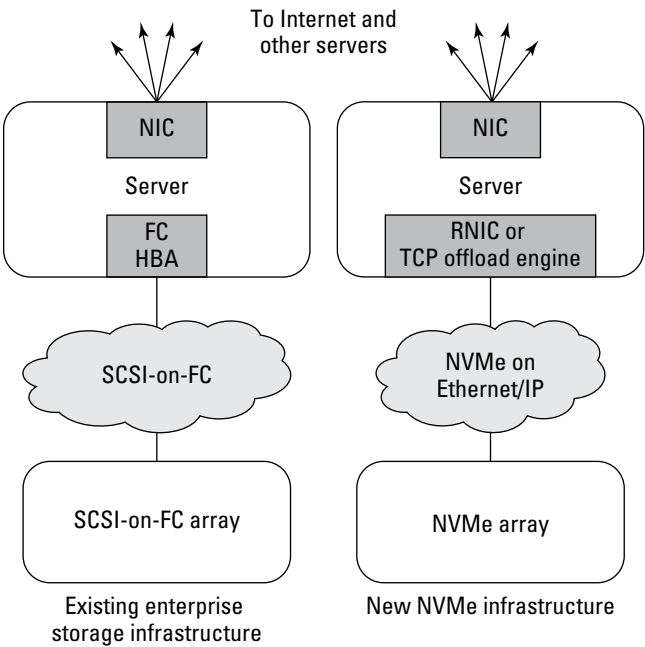 To Internet and
other servers
NIC
Server
FC
HBA
SCSI-on-FC
SCSI-on-FC array
Existing enterprise
storage infrastructure
NIC
Server
RNIC or
TCP offload engine
NVMe on
Ethernet/IP
NVMe array
New NVMe infrastructure